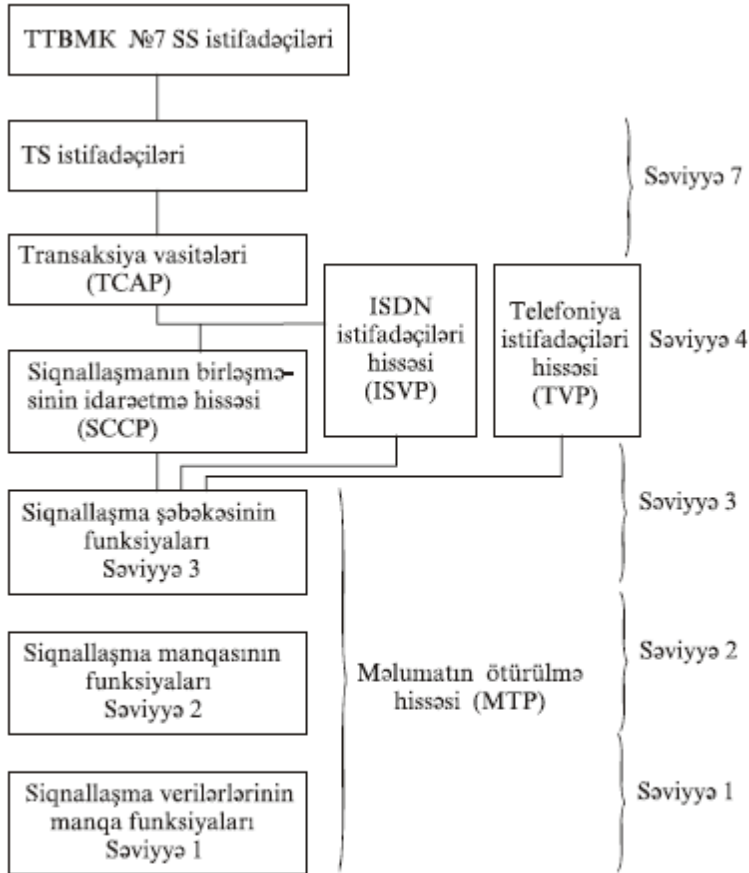 TTBMK №7 SS istifadəçiləri
TS istifadəçiləri
Səviyyə 7
Transaksiya vasitələri
(TCAP)
ISDN
istifadəçiləri
hissəsi
(ISVP)
Telefoniya
istifadəçiləri
hissəsi
(TVP)
Səviyyə 4
Siqnallaşmanın birləşmə-
sinin idarəetmə hissəsi
(SCCP)
Siqnallaşma şəbəkəsinin
funksiyaları
Səviyyə 3
Səviyyə 3
Siqnallaşma manqasının
funksiyaları
Səviyyə 2
Məlumatın ötürülmə
hissəsi (MTP)
Səviyyə 2
Siqnallaşma verilərlərinin
manqa funksiyaları
Səviyyə 1
Səviyyə 1